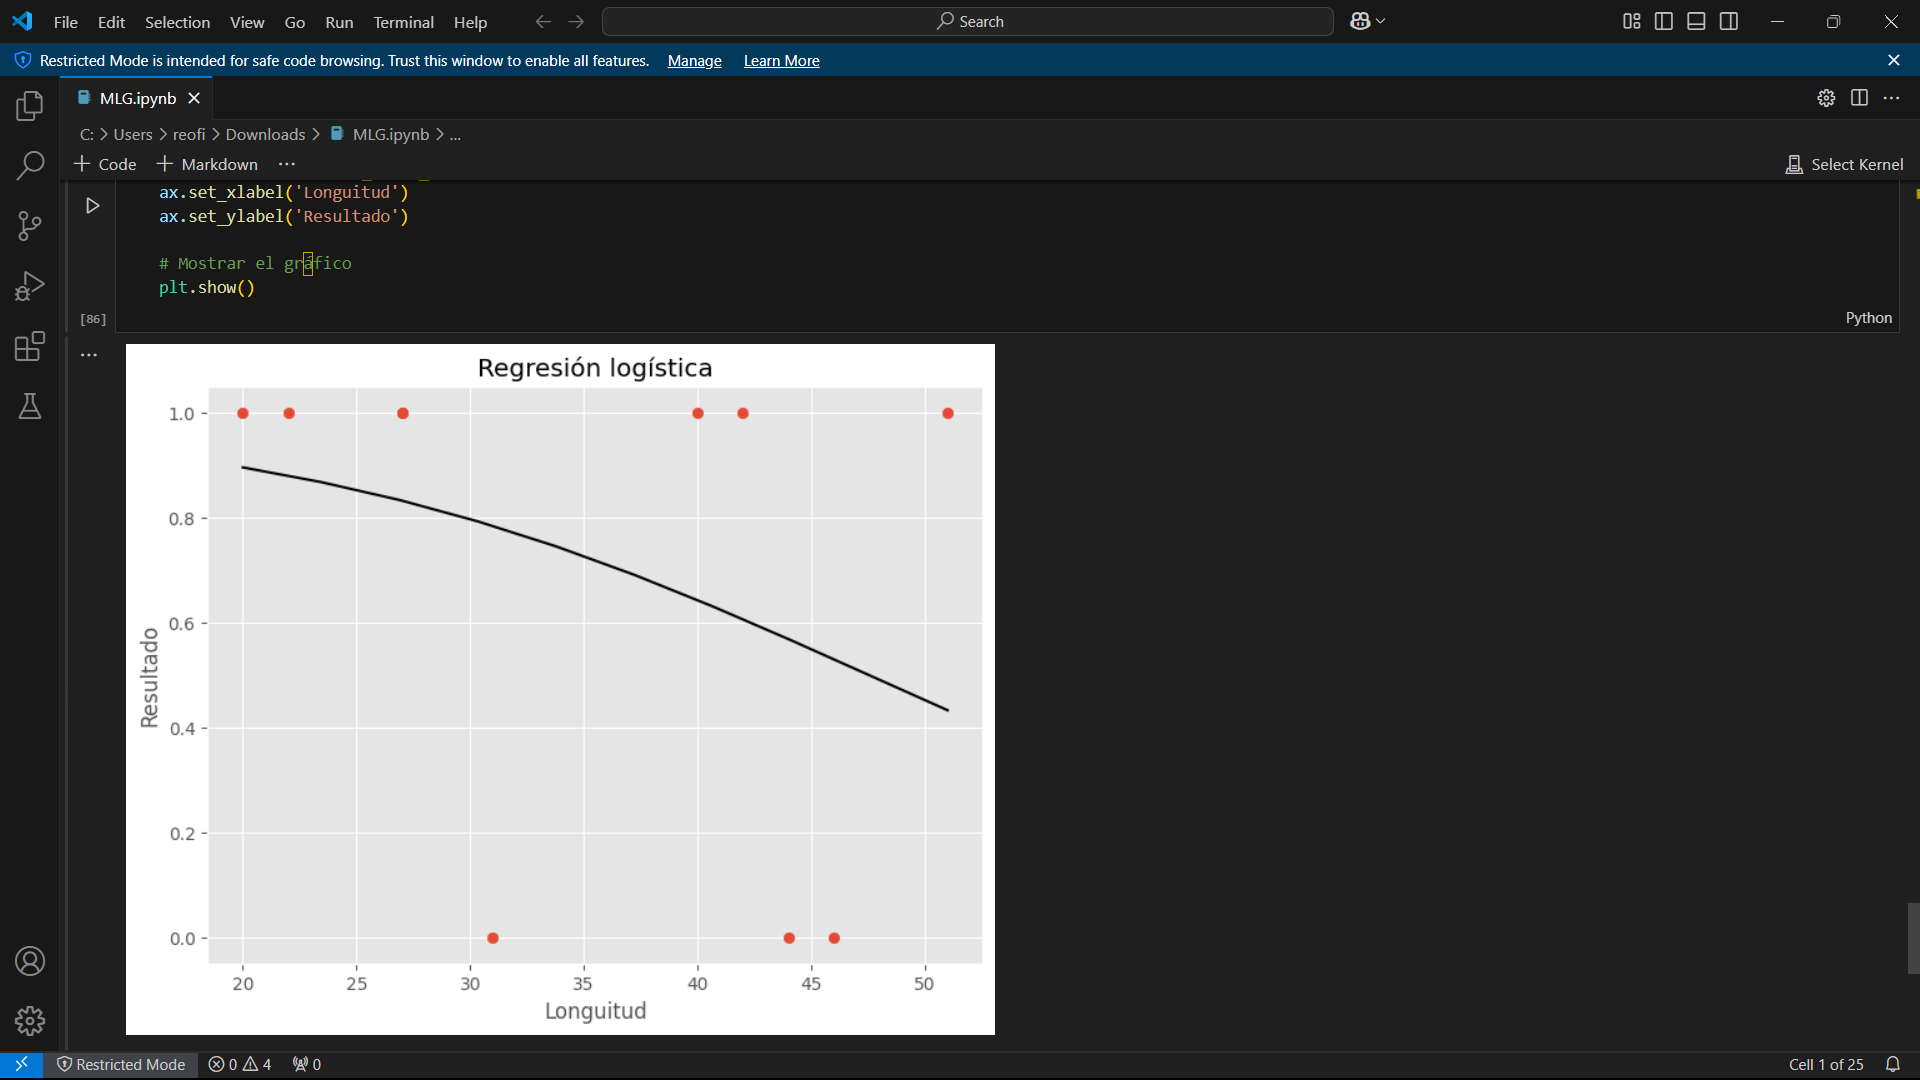 File Edit Selection View Go Run Terminal Help Search
Restricted Mode is intended for safe code browsing. Trust this window to enable all features. Manage Learn More
MLG.ipynb
C: > Users > reofi > Downloads > MLG.ipynb > ...
+ Code + Markdown ... Select Kernel
ax.set_xlabel('Longuitud')
ax.set_ylabel('Resultado')
# Mostrar el gráfico
plt.show()
[86] Python
Regresión logística
1.0
0.8
0.6
0.4
0.2
0.0
Resultado
20 25 30 35 40 45 50
Longuitud
Restricted Mode 0 4 0 Cell 1 of 25